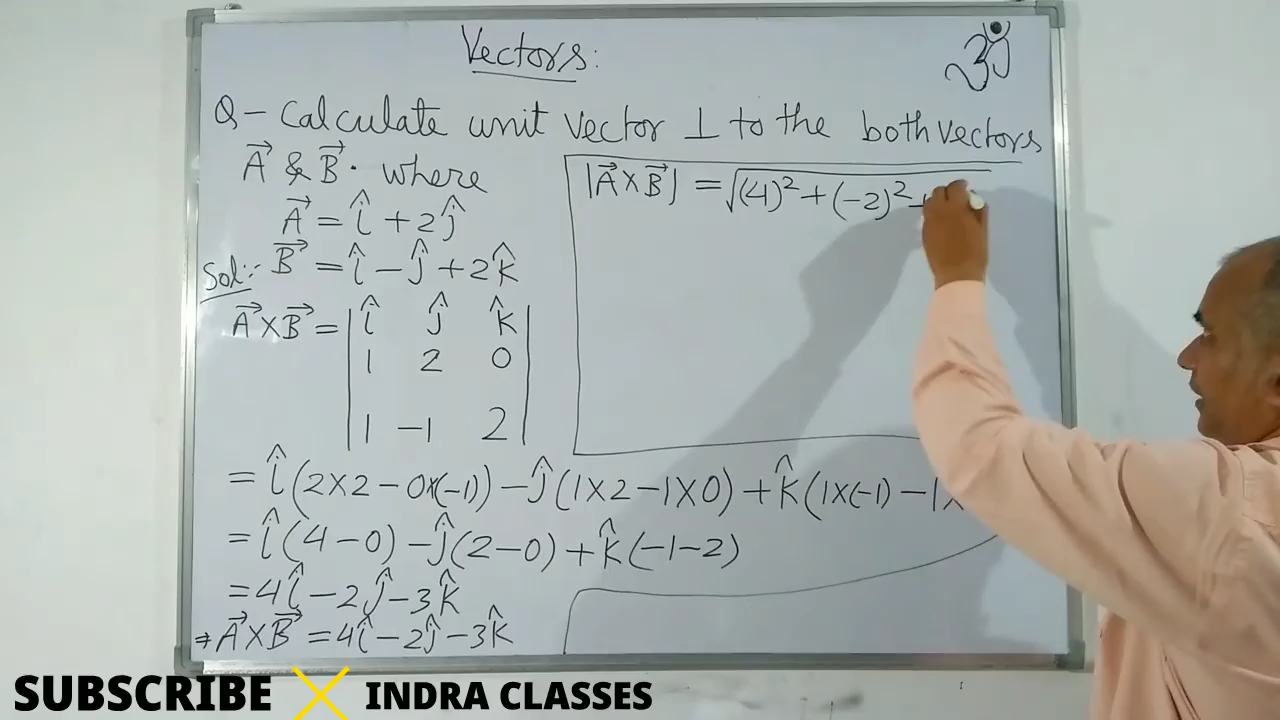 Vectors:
ॐ
Q- Calculate unit vector ⊥ to the both vectors
A⃗ & B⃗. where
A⃗ = î + 2ĵ
Sol:- B⃗ = î - ĵ + 2k̂
A⃗ × B⃗ = | î ĵ k̂ |
| 1 2 0 |
| 1 -1 2 |
= î(2×2-0×(-1)) - ĵ(1×2-1×0) + k̂(1×(-1) - 1×
= î(4-0) - ĵ(2-0) + k̂(-1-2)
= 4î - 2ĵ - 3k̂
⇒ A⃗ × B⃗ = 4î - 2ĵ - 3k̂
|A⃗ × B⃗| = √(4)² + (-2)² +
SUBSCRIBE INDRA CLASSES